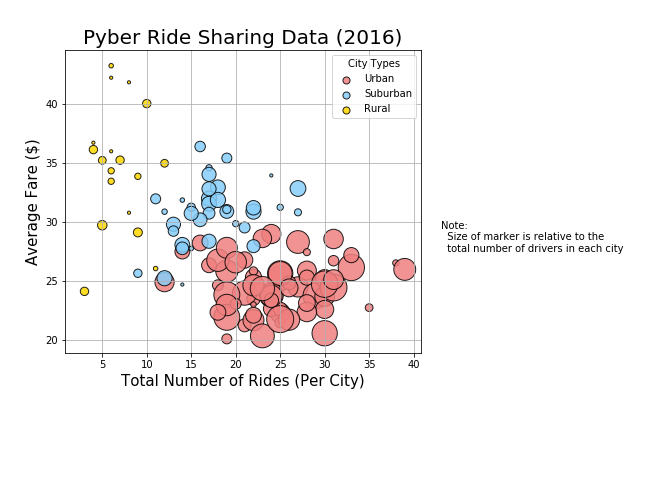 Pyber Ride Sharing Data (2016)
City Types
Urban
Suburban
Rural
Average Fare ($)
40
35
30
25
20
5 10 15 20 25 30 35 40
Total Number of Rides (Per City)
Note:
Size of marker is relative to the
total number of drivers in each city